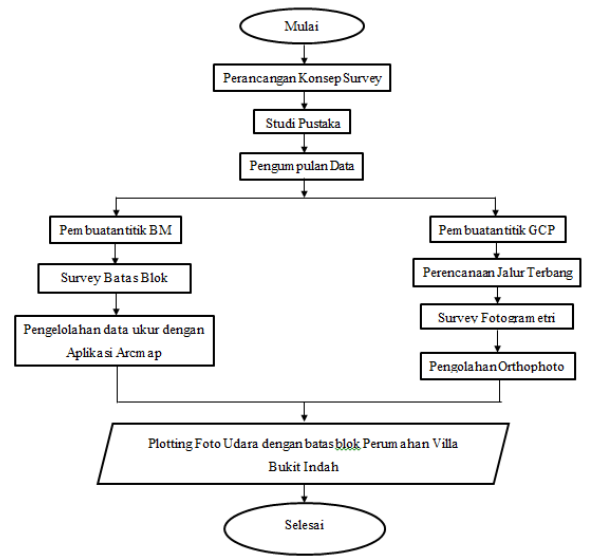 Mulai
Perancangan Konsep Survey
Studi Pustaka
Pengumpulan Data
Pembuatan titik BM
Survey Batas Blok
Pengelolahan data ukur dengan
Aplikasi Arcmap
Pembuatan titik GCP
Perencanaan Jalur Terbang
Survey Fotogrametri
Pengolahan Orthophoto
Plotting Foto Udara dengan batas blok Perumahan Villa
Bukit Indah
Selesai